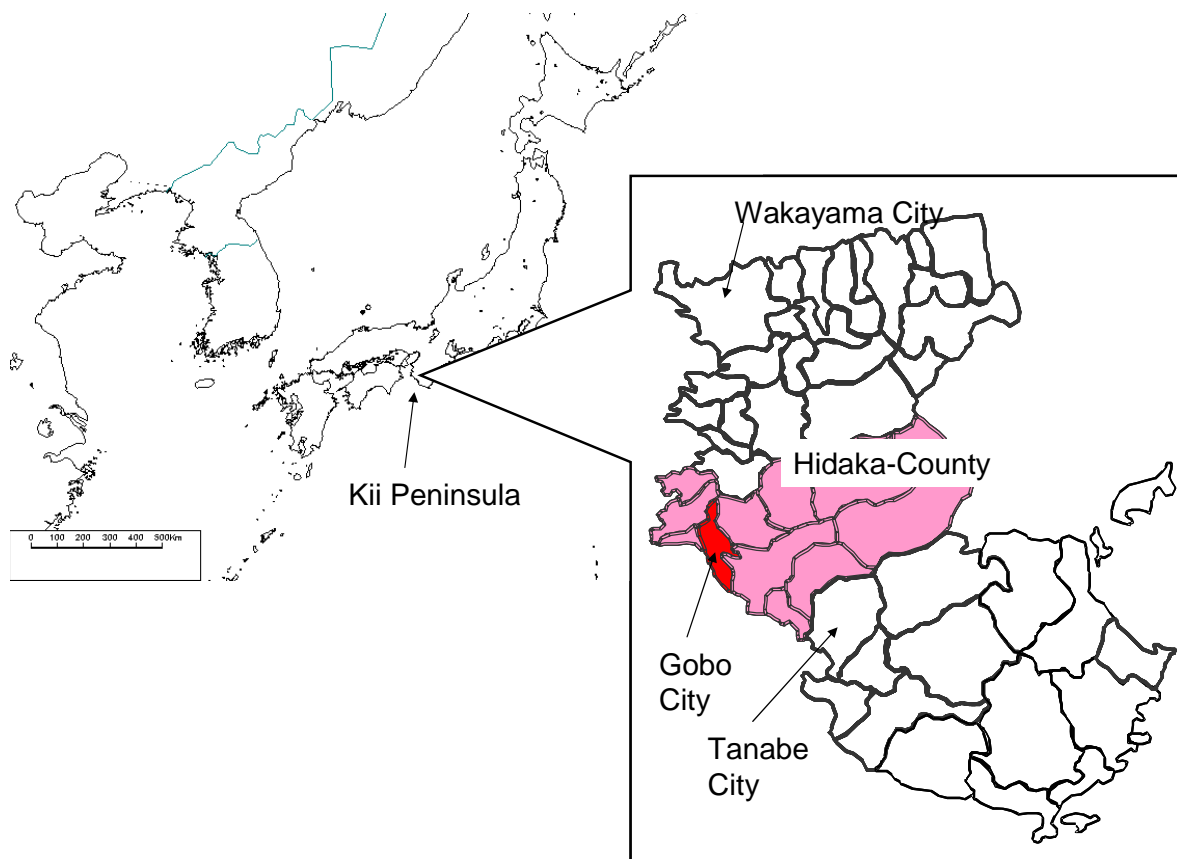 Wakayama City
Hidaka-County
Kii Peninsula
0 100 200 300 400 500Km
Gobo
City
Tanabe
City